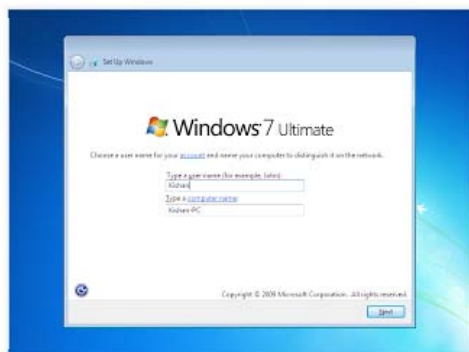 Set Up Windows
Windows 7 Ultimate
Choose a user name for your account and name your computer to distinguish it on the network.
Type a user name (for example, John):
Kishan
Type a computer name:
Kishan-PC
Copyright © 2009 Microsoft Corporation. All rights reserved.
Next